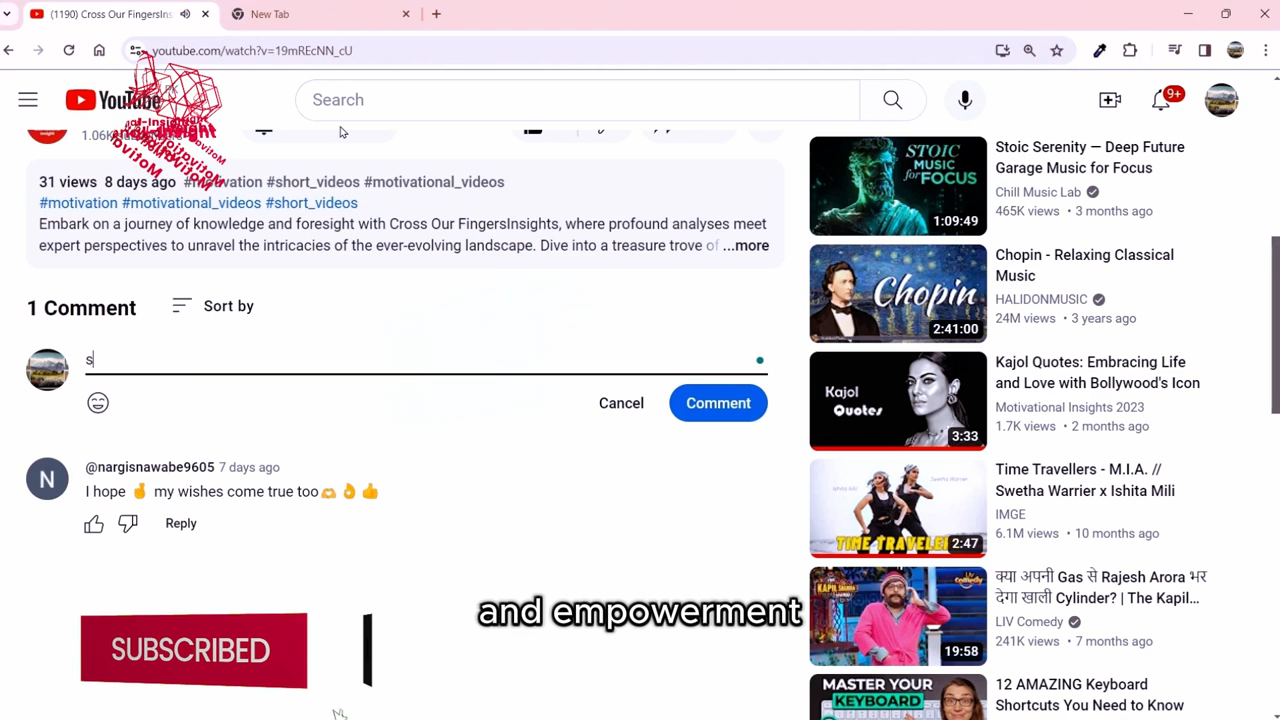 (1190) Cross Our FingersIns
New Tab
youtube.com/watch?v=19mREcNN_cU
YouTube
Search
9+
1.06K
31 views 8 days ago #motivation #short_videos #motivational_videos
#motivation #motivational_videos #short_videos
Embark on a journey of knowledge and foresight with Cross Our FingersInsights, where profound analyses meet
expert perspectives to unravel the intricacies of the ever-evolving landscape. Dive into a treasure trove of ...more
1 Comment
Sort by
s
Cancel
Comment
N
@nargisnawabe9605 7 days ago
I hope 🤞 my wishes come true too🫶👌👍
Reply
SUBSCRIBED
and empowerment
STOIC
MUSIC
for FOCUS
1:09:49
Stoic Serenity — Deep Future
Garage Music for Focus
Chill Music Lab
465K views • 3 months ago
Chopin
2:41:00
Chopin - Relaxing Classical
Music
HALIDONMUSIC
24M views • 3 years ago
Kajol
Quotes
3:33
Kajol Quotes: Embracing Life
and Love with Bollywood's Icon
Motivational Insights 2023
1.7K views • 2 months ago
Swetha Warrier
TIME TRAVELE
2:47
Time Travellers - M.I.A. //
Swetha Warrier x Ishita Mili
IMGE
6.1M views • 10 months ago
19:58
क्या अपनी Gas से Rajesh Arora भर
देगा खाली Cylinder? | The Kapil...
LIV Comedy
241K views • 7 months ago
MASTER YOUR
KEYBOARD
12 AMAZING Keyboard
Shortcuts You Need to Know